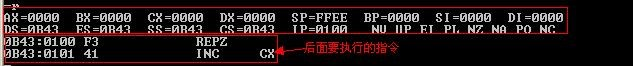 -r
AX=0000 BX=0000 CX=0000 DX=0000 SP=FFEE BP=0000 SI=0000 DI=0000
DS=0B43 ES=0B43 SS=0B43 CS=0B43 IP=0100 NV UP EI PL NZ NA PO NC
0B43:0100 F3 REPZ
0B43:0101 41 INC CX
后面要执行的指令